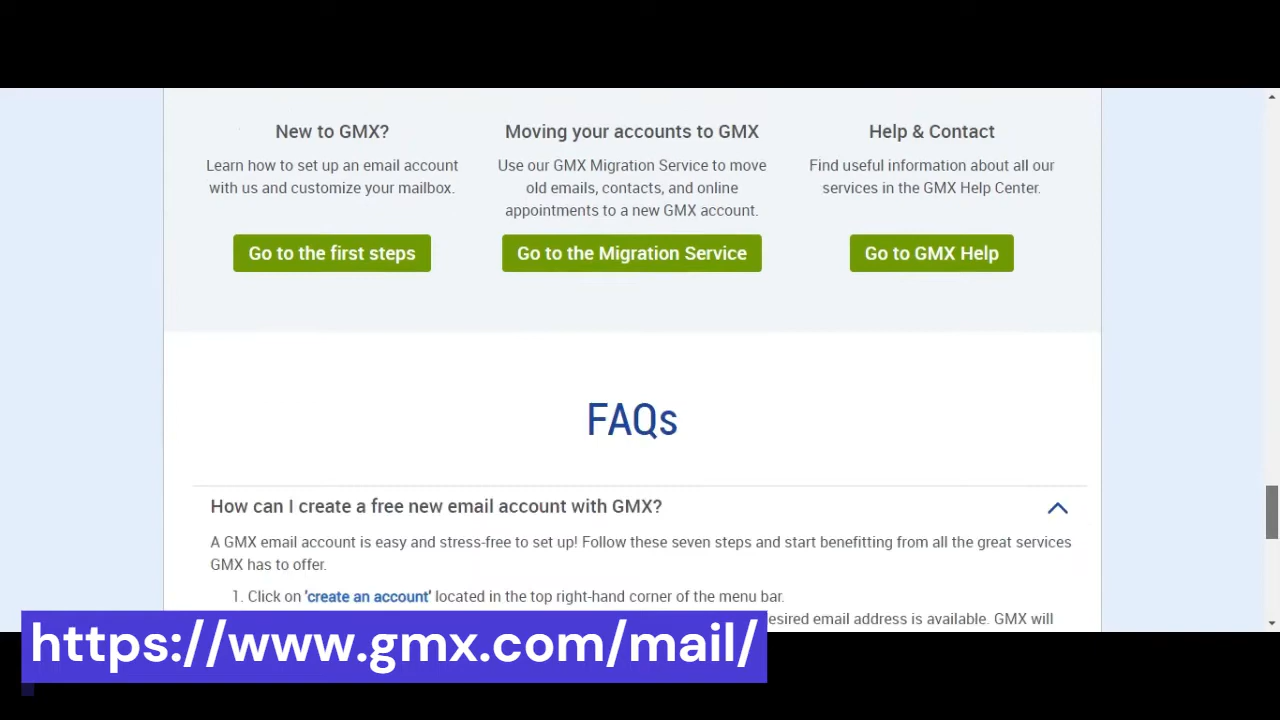 New to GMX?
Learn how to set up an email account
with us and customize your mailbox.
Go to the first steps
Moving your accounts to GMX
Use our GMX Migration Service to move
old emails, contacts, and online
appointments to a new GMX account.
Go to the Migration Service
Help & Contact
Find useful information about all our
services in the GMX Help Center.
Go to GMX Help
FAQs
How can I create a free new email account with GMX?
A GMX email account is easy and stress-free to set up! Follow these seven steps and start benefitting from all the great services
GMX has to offer.
1. Click on 'create an account' located in the top right-hand corner of the menu bar.
email address is available. GMX will
https://www.gmx.com/mail/